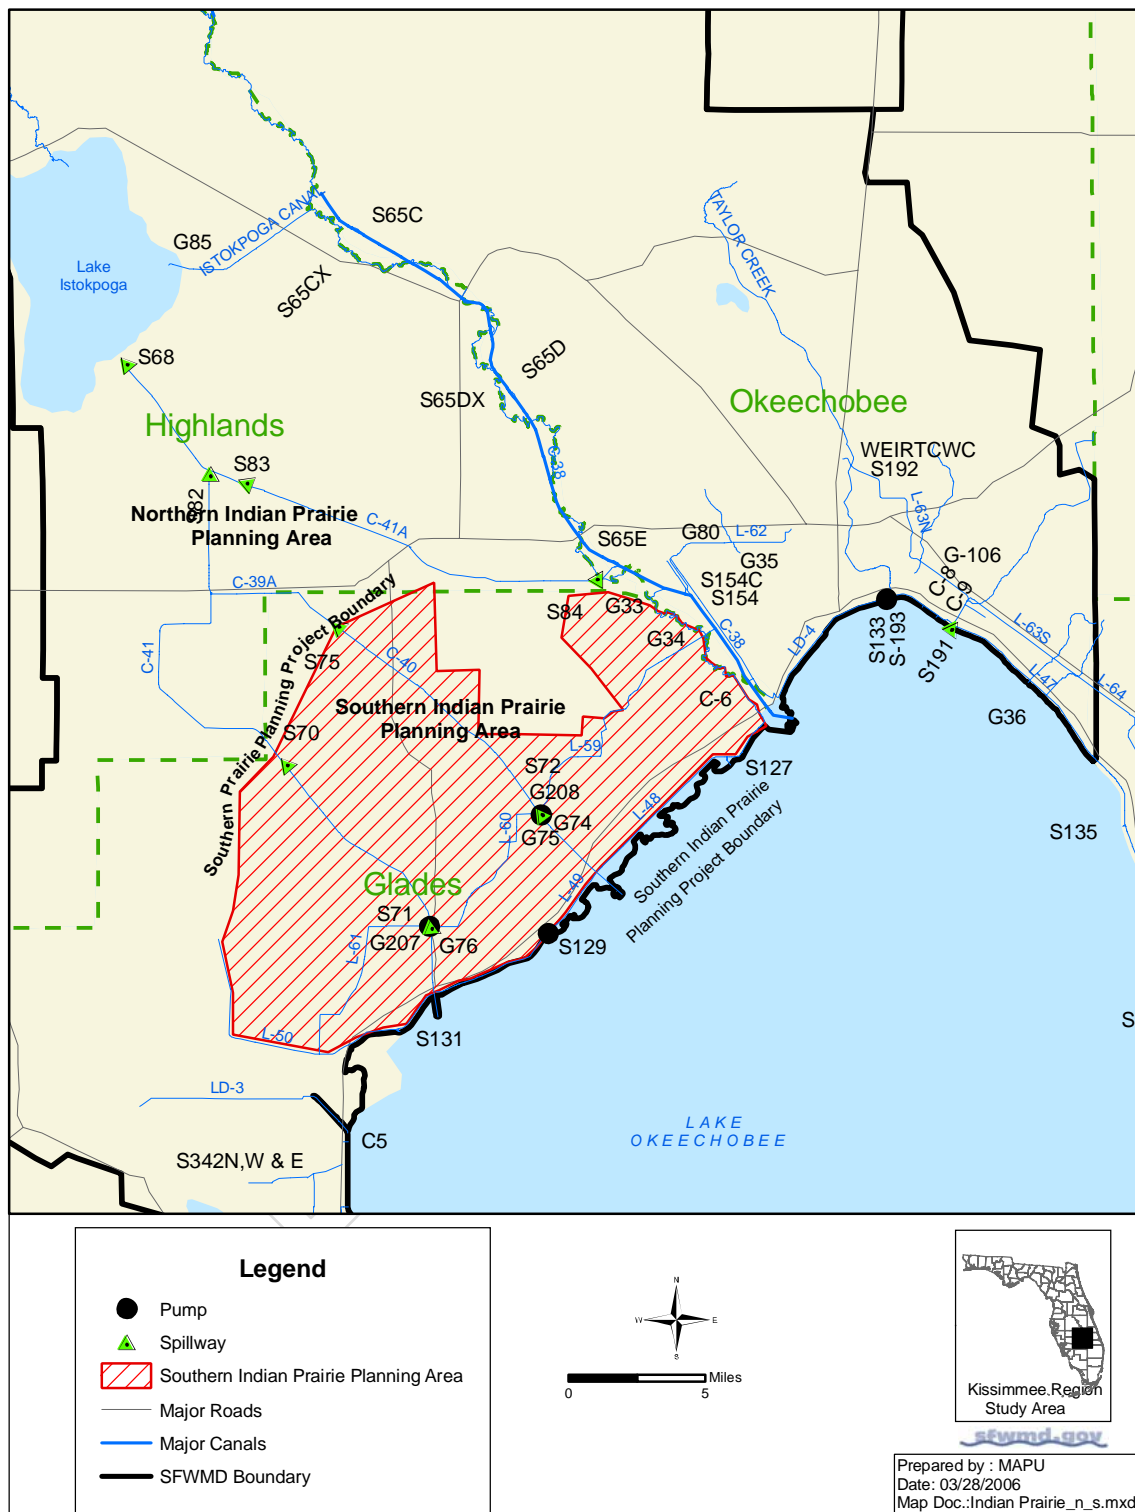 S65C
TAYLOR CREEK
ISTOKPOGA CANAL
G85
Lake
Istokpoga
S65CX
S65D
S68
S65DX
Okeechobee
Highlands
WEIRTCWC
S192
C-38
S83
S82
L-63N
Northern Indian Prairie
Planning Area
C-41A
S65E
G80
L-62
G35
G-106
S154C
S154
C-8
C-9
C-39A
Southern Prairie Planning Project Boundary
S84
G33
G34
C-38
LD-4
S133
S-193
S191
L-63S
L-47
L-64
C-41
S75
C-40
C-6
Southern Indian Prairie
Planning Area
G36
S70
L-59
S72
S127
G208
G74
G75
L-60
L-48
Southern Indian Prairie
Planning Project Boundary
S135
Glades
L-49
S71
G207
G76
L-61
S129
S
L-50
S131
LD-3
LAKE
OKEECHOBEE
C5
S342N,W & E
Legend
Pump
Spillway
Southern Indian Prairie Planning Area
Major Roads
Major Canals
SFWMD Boundary
N
W
E
S
0
5
Miles
Kissimmee Region
Study Area
sfwmd.gov
Prepared by : MAPU
Date: 03/28/2006
Map Doc.:Indian Prairie_n_s.mxd